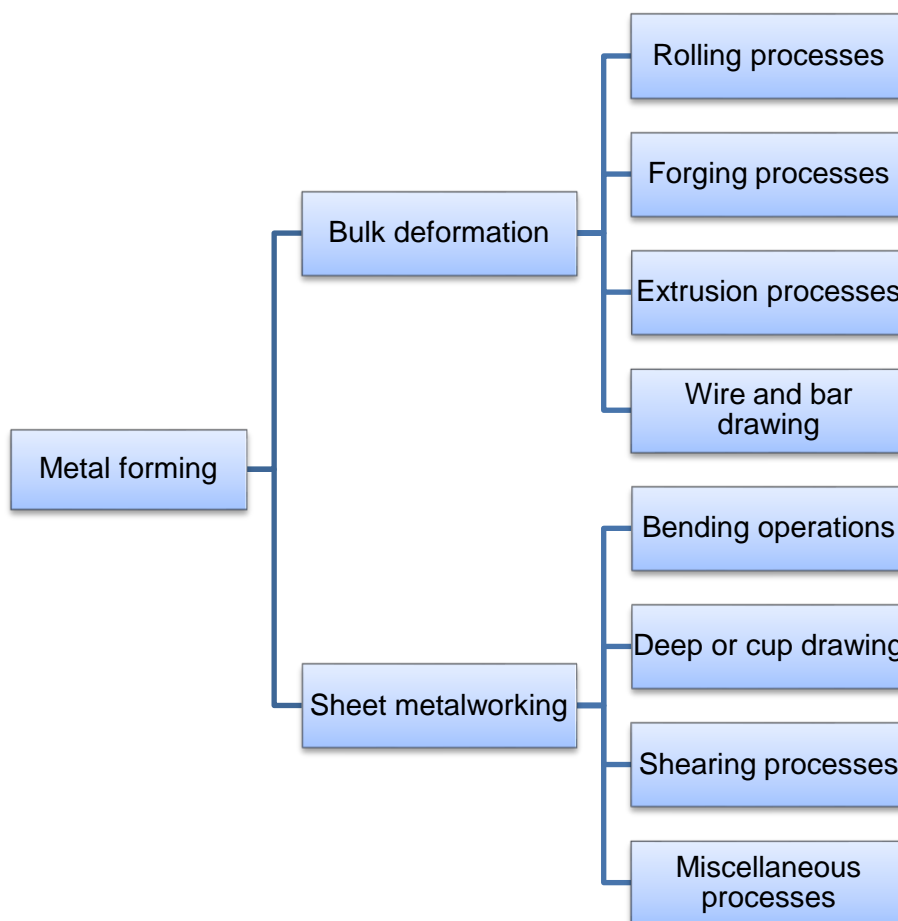 Rolling processes
Forging processes
Bulk deformation
Extrusion processes
Wire and bar
drawing
Metal forming
Bending operations
Deep or cup drawing
Sheet metalworking
Shearing processes
Miscellaneous
processes